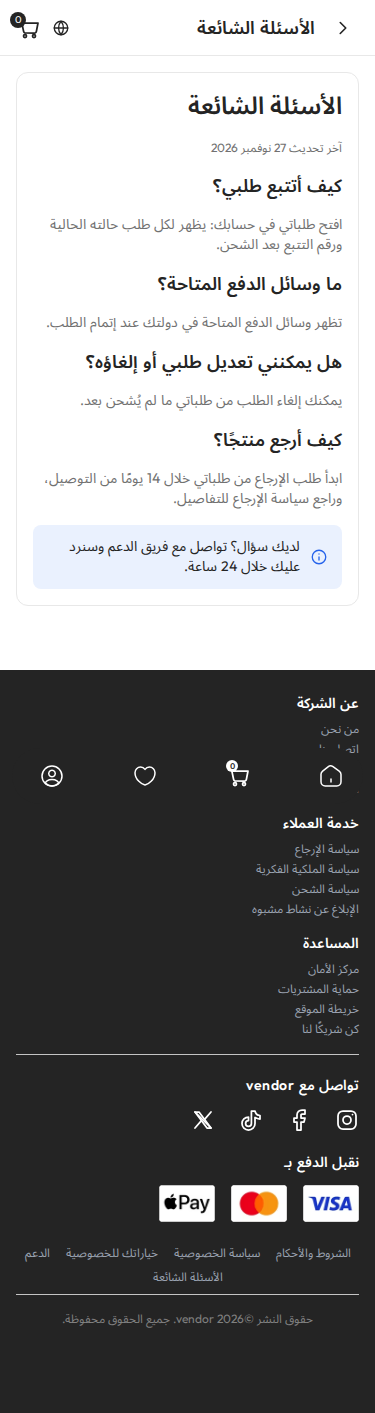 الأسئلة الشائعة
0
الأسئلة الشائعة
آخر تحديث 27 نوفمبر 2026
كيف أتتبع طلبي؟
افتح طلباتي في حسابك: يظهر لكل طلب حالته الحالية
ورقم التتبع بعد الشحن.
ما وسائل الدفع المتاحة؟
تظهر وسائل الدفع المتاحة في دولتك عند إتمام الطلب.
هل يمكنني تعديل طلبي أو إلغاؤه؟
يمكنك إلغاء الطلب من طلباتي ما لم يُشحن بعد.
كيف أرجع منتجًا؟
ابدأ طلب الإرجاع من طلباتي خلال 14 يومًا من التوصيل،
وراجع سياسة الإرجاع للتفاصيل.
لديك سؤال؟ تواصل مع فريق الدعم وسنرد
عليك خلال 24 ساعة.
عن الشركة
من نحن
0
خدمة العملاء
سياسة الإرجاع
سياسة الملكية الفكرية
سياسة الشحن
الإبلاغ عن نشاط مشبوه
المساعدة
مركز الأمان
حماية المشتريات
خريطة الموقع
كن شريكًا لنا
تواصل مع vendor
نقبل الدفع بـ
VISA
Pay
الشروط والأحكام سياسة الخصوصية خياراتك للخصوصية الدعم
الأسئلة الشائعة
حقوق النشر ©2026 vendor. جميع الحقوق محفوظة.